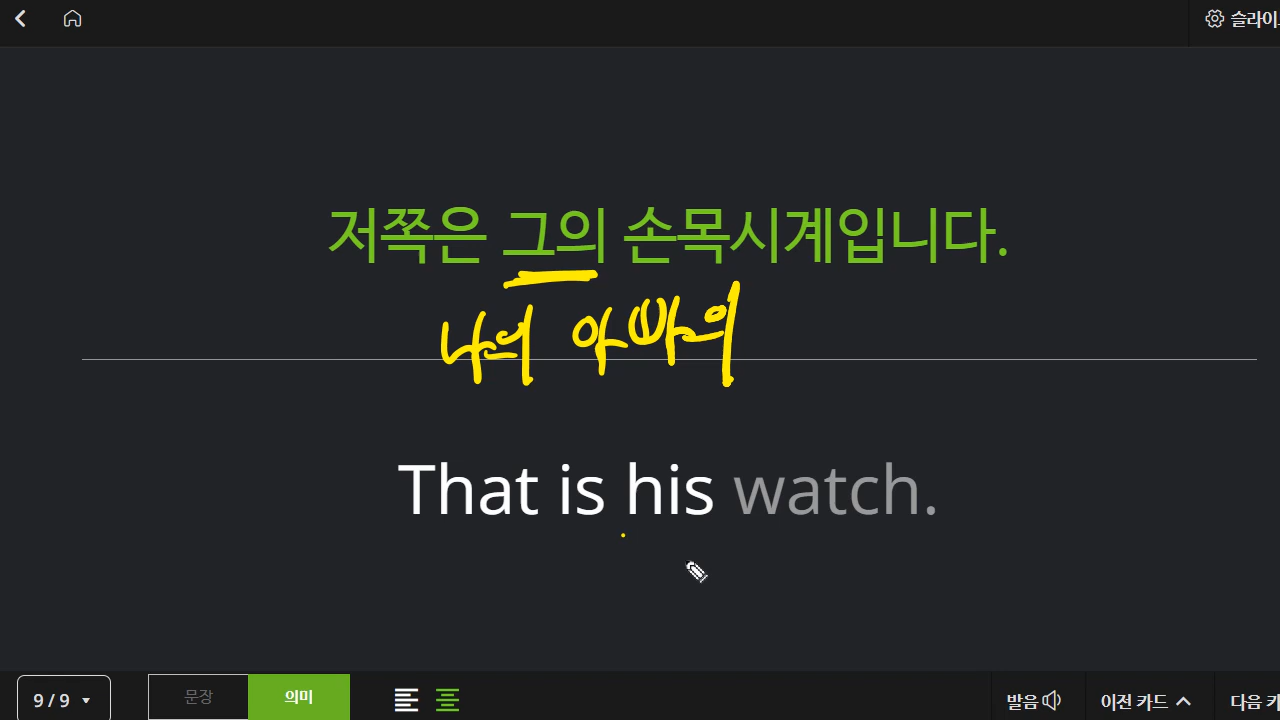 슬라이
저쪽은 그의 손목시계입니다.
나의 아빠의
That is his watch.
9 / 9 문장 의미 발음 이전 카드 다음